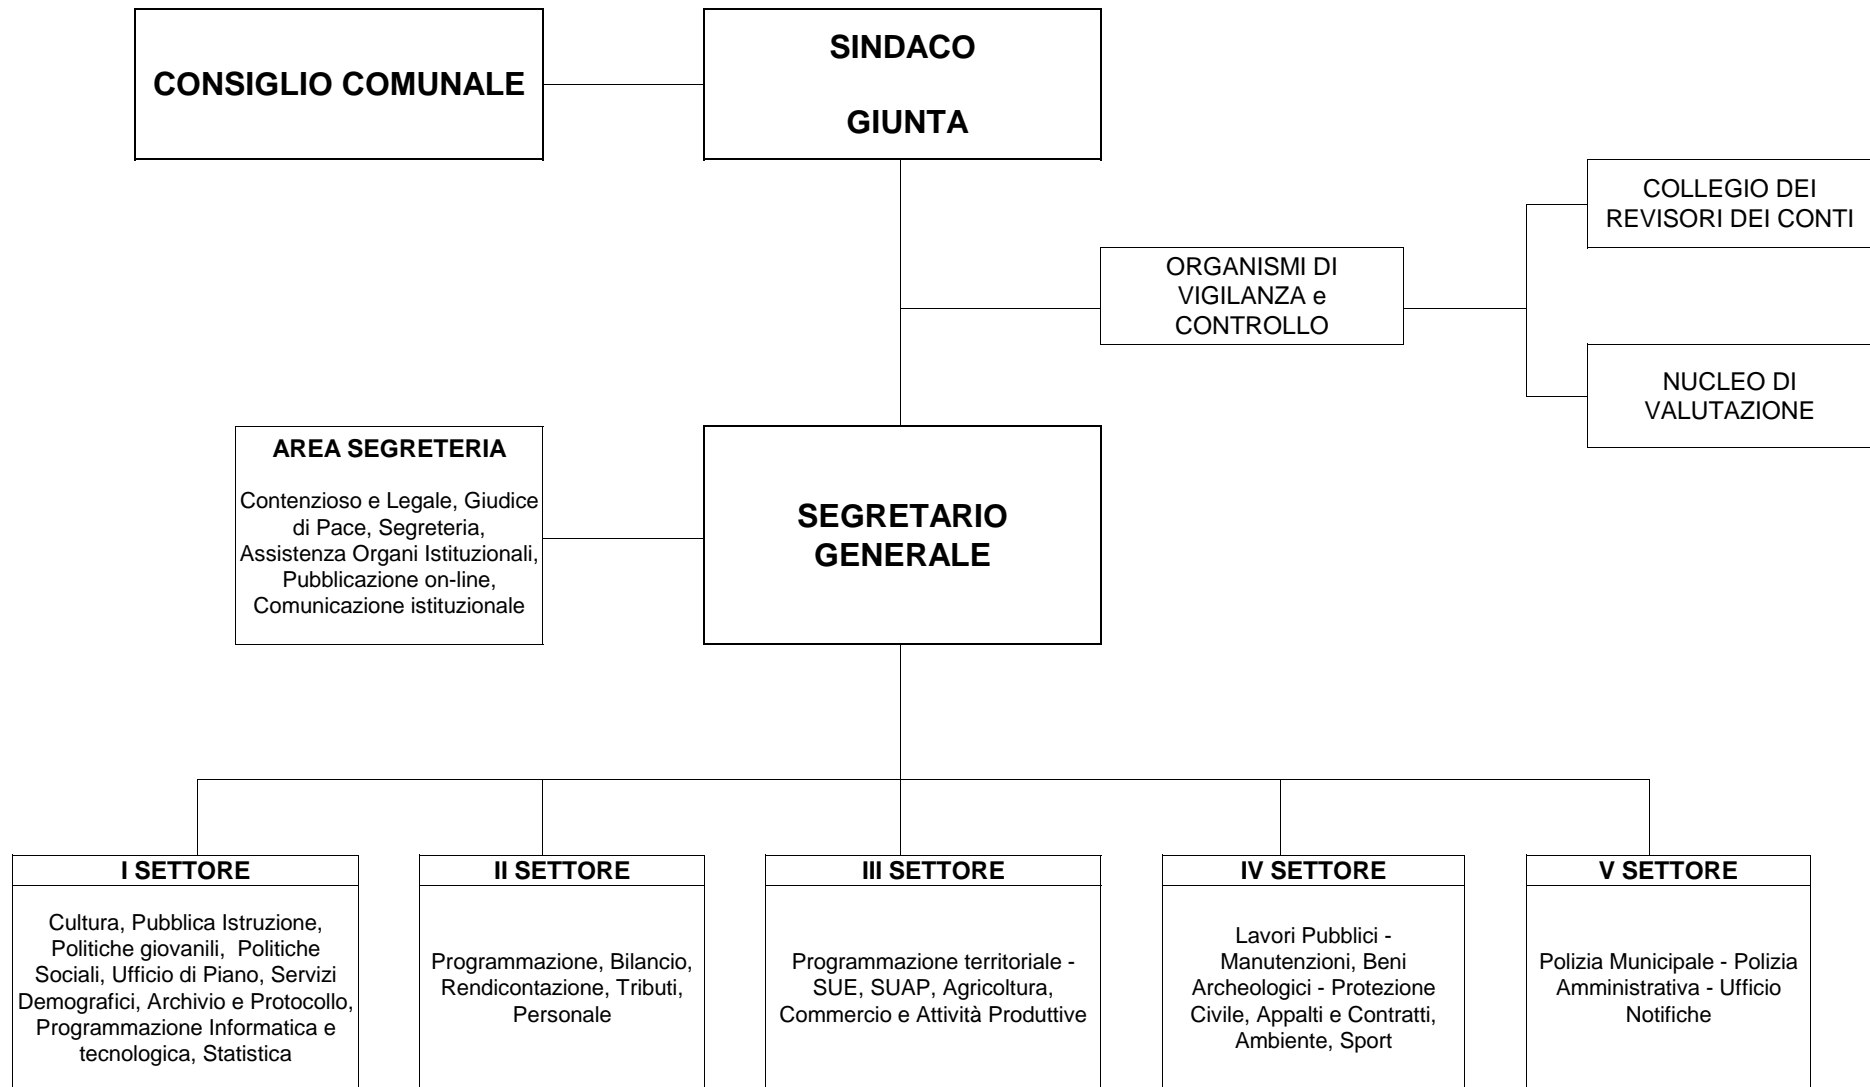 CONSIGLIO COMUNALE
SINDACO
GIUNTA
COLLEGIO DEI
REVISORI DEI CONTI
ORGANISMI DI
VIGILANZA e
CONTROLLO
NUCLEO DI
VALUTAZIONE
AREA SEGRETERIA
Contenzioso e Legale, Giudice
di Pace, Segreteria,
Assistenza Organi Istituzionali,
Pubblicazione on-line,
Comunicazione istituzionale
SEGRETARIO
GENERALE
I SETTORE
Cultura, Pubblica Istruzione,
Politiche giovanili, Politiche
Sociali, Ufficio di Piano, Servizi
Demografici, Archivio e Protocollo,
Programmazione Informatica e
tecnologica, Statistica
II SETTORE
Programmazione, Bilancio,
Rendicontazione, Tributi,
Personale
III SETTORE
Programmazione territoriale -
SUE, SUAP, Agricoltura,
Commercio e Attività Produttive
IV SETTORE
Lavori Pubblici -
Manutenzioni, Beni
Archeologici - Protezione
Civile, Appalti e Contratti,
Ambiente, Sport
V SETTORE
Polizia Municipale - Polizia
Amministrativa - Ufficio
Notifiche